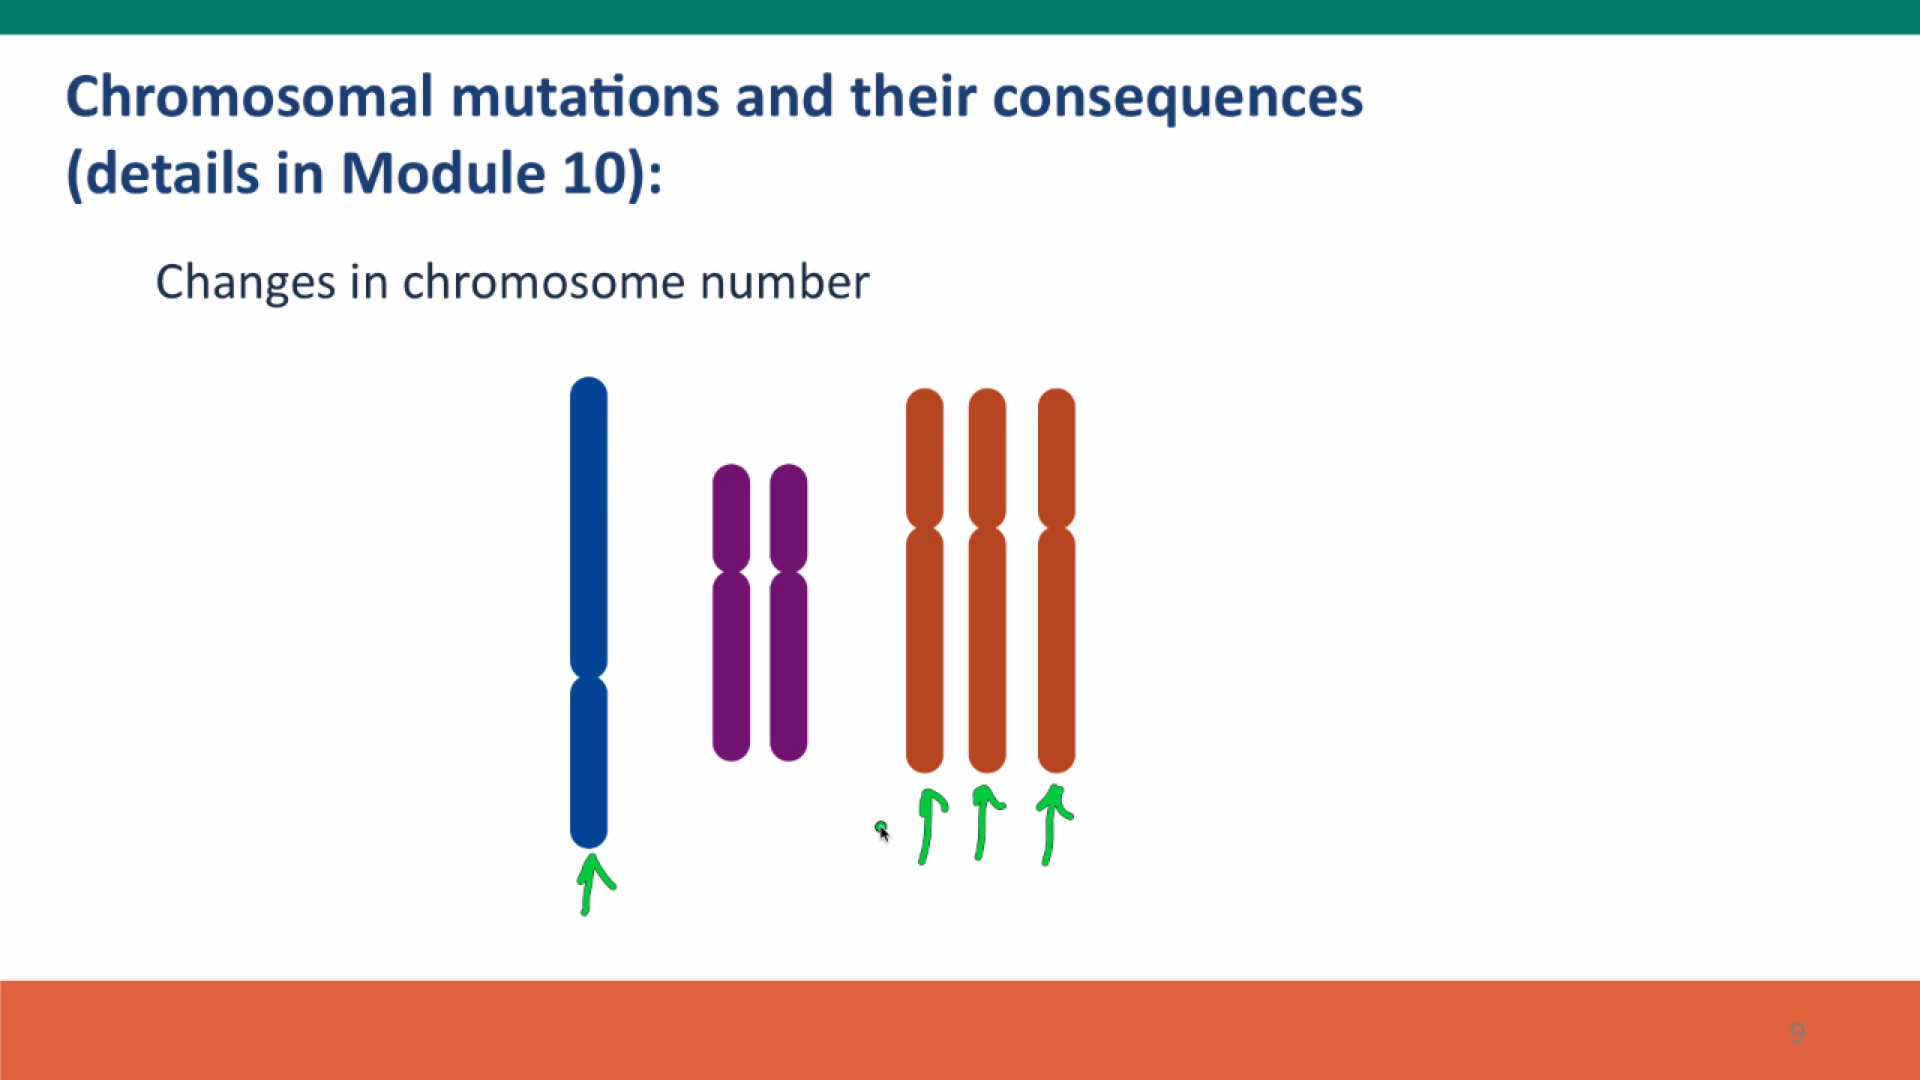 Chromosomal mutations and their consequences
(details in Module 10):
Changes in chromosome number
9